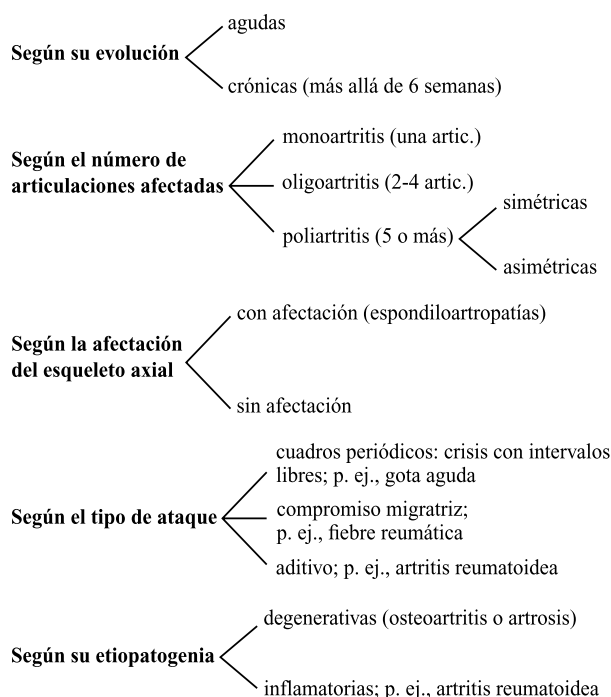 Según su evolución
agudas
crónicas (más allá de 6 semanas)
Según el número de
articulaciones afectadas
monoartritis (una artic.)
oligoartritis (2-4 artic.)
poliartritis (5 o más)
simétricas
asimétricas
Según la afectación
del esqueleto axial
con afectación (espondiloartropatías)
sin afectación
Según el tipo de ataque
cuadros periódicos: crisis con intervalos
libres; p. ej., gota aguda
compromiso migratriz;
p. ej., fiebre reumática
aditivo; p. ej., artritis reumatoidea
Según su etiopatogenia
degenerativas (osteoartritis o artrosis)
inflamatorias; p. ej., artritis reumatoidea